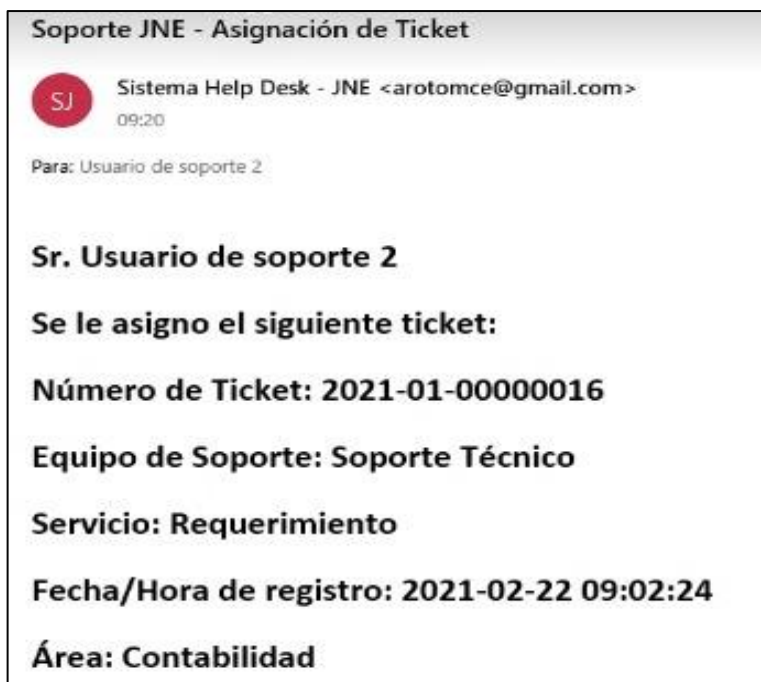 Soporte JNE - Asignación de Ticket
SJ
Sistema Help Desk - JNE <arotomce@gmail.com>
09:20
Para: Usuario de soporte 2
Sr. Usuario de soporte 2
Se le asigno el siguiente ticket:
Número de Ticket: 2021-01-00000016
Equipo de Soporte: Soporte Técnico
Servicio: Requerimiento
Fecha/Hora de registro: 2021-02-22 09:02:24
Área: Contabilidad